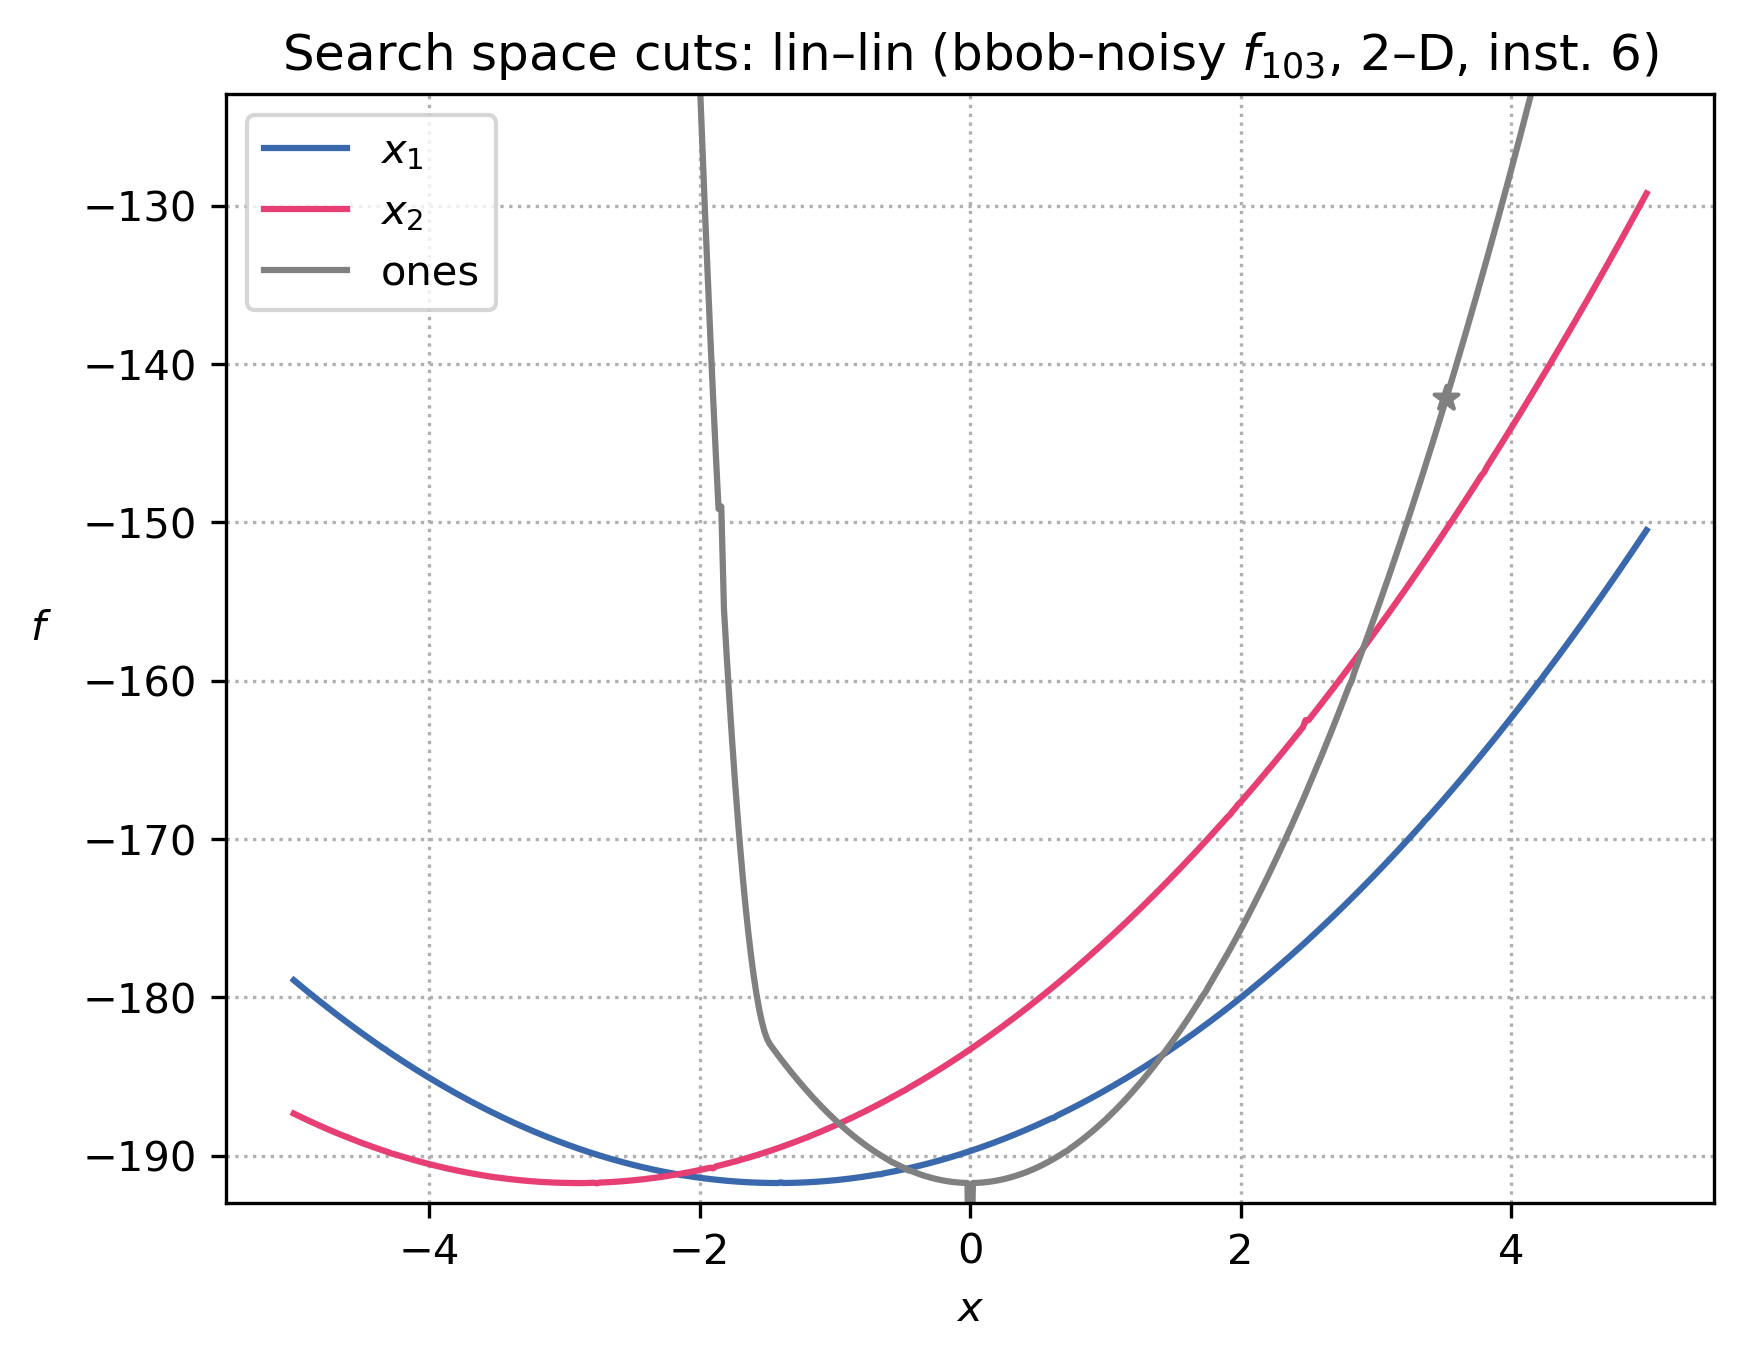 Search space cuts: lin–lin (bbob-noisy f₁₀₃, 2–D, inst. 6)
x₁
x₂
ones
−130
−140
−150
−160
−170
−180
−190
f
−4 −2 0 2 4
x